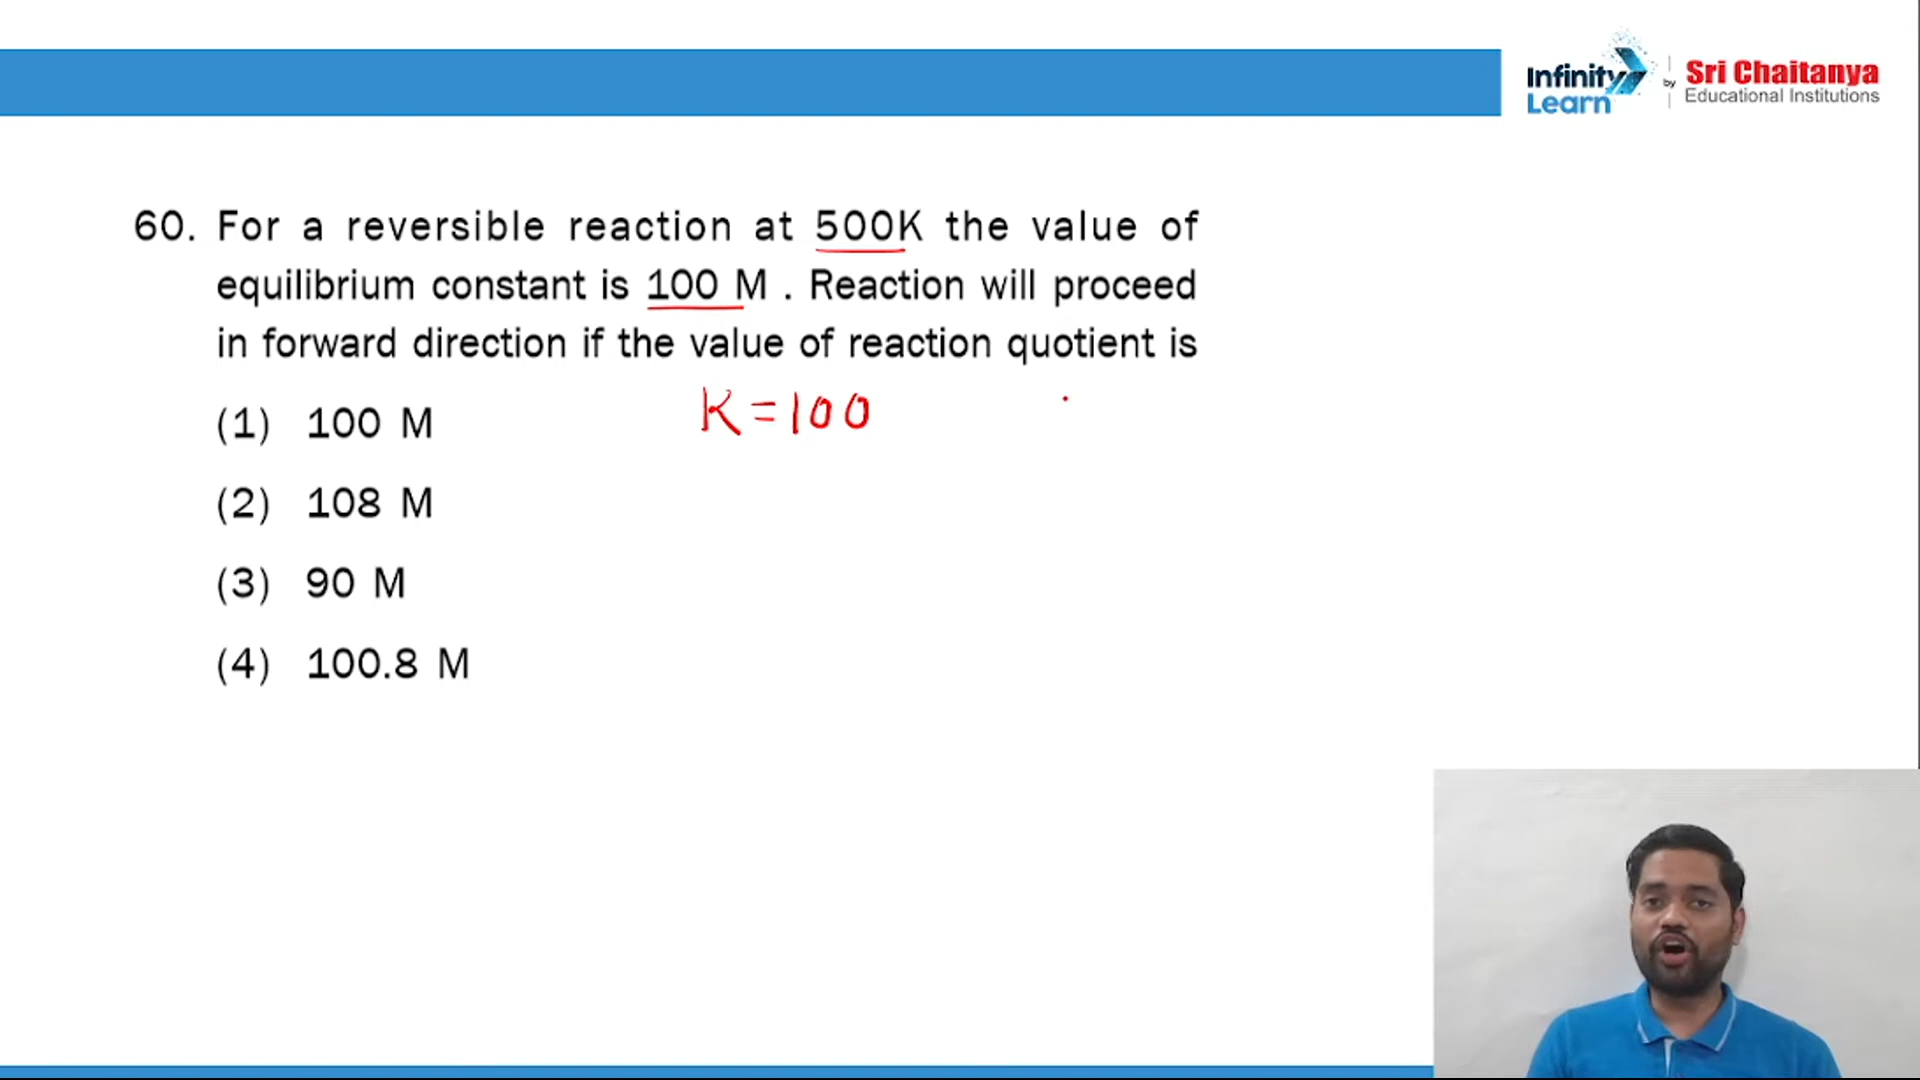 Infinity
Learn
by
Sri Chaitanya
Educational Institutions
60. For a reversible reaction at 500K the value of
equilibrium constant is 100 M . Reaction will proceed
in forward direction if the value of reaction quotient is
K=100
(1) 100 M
(2) 108 M
(3) 90 M
(4) 100.8 M